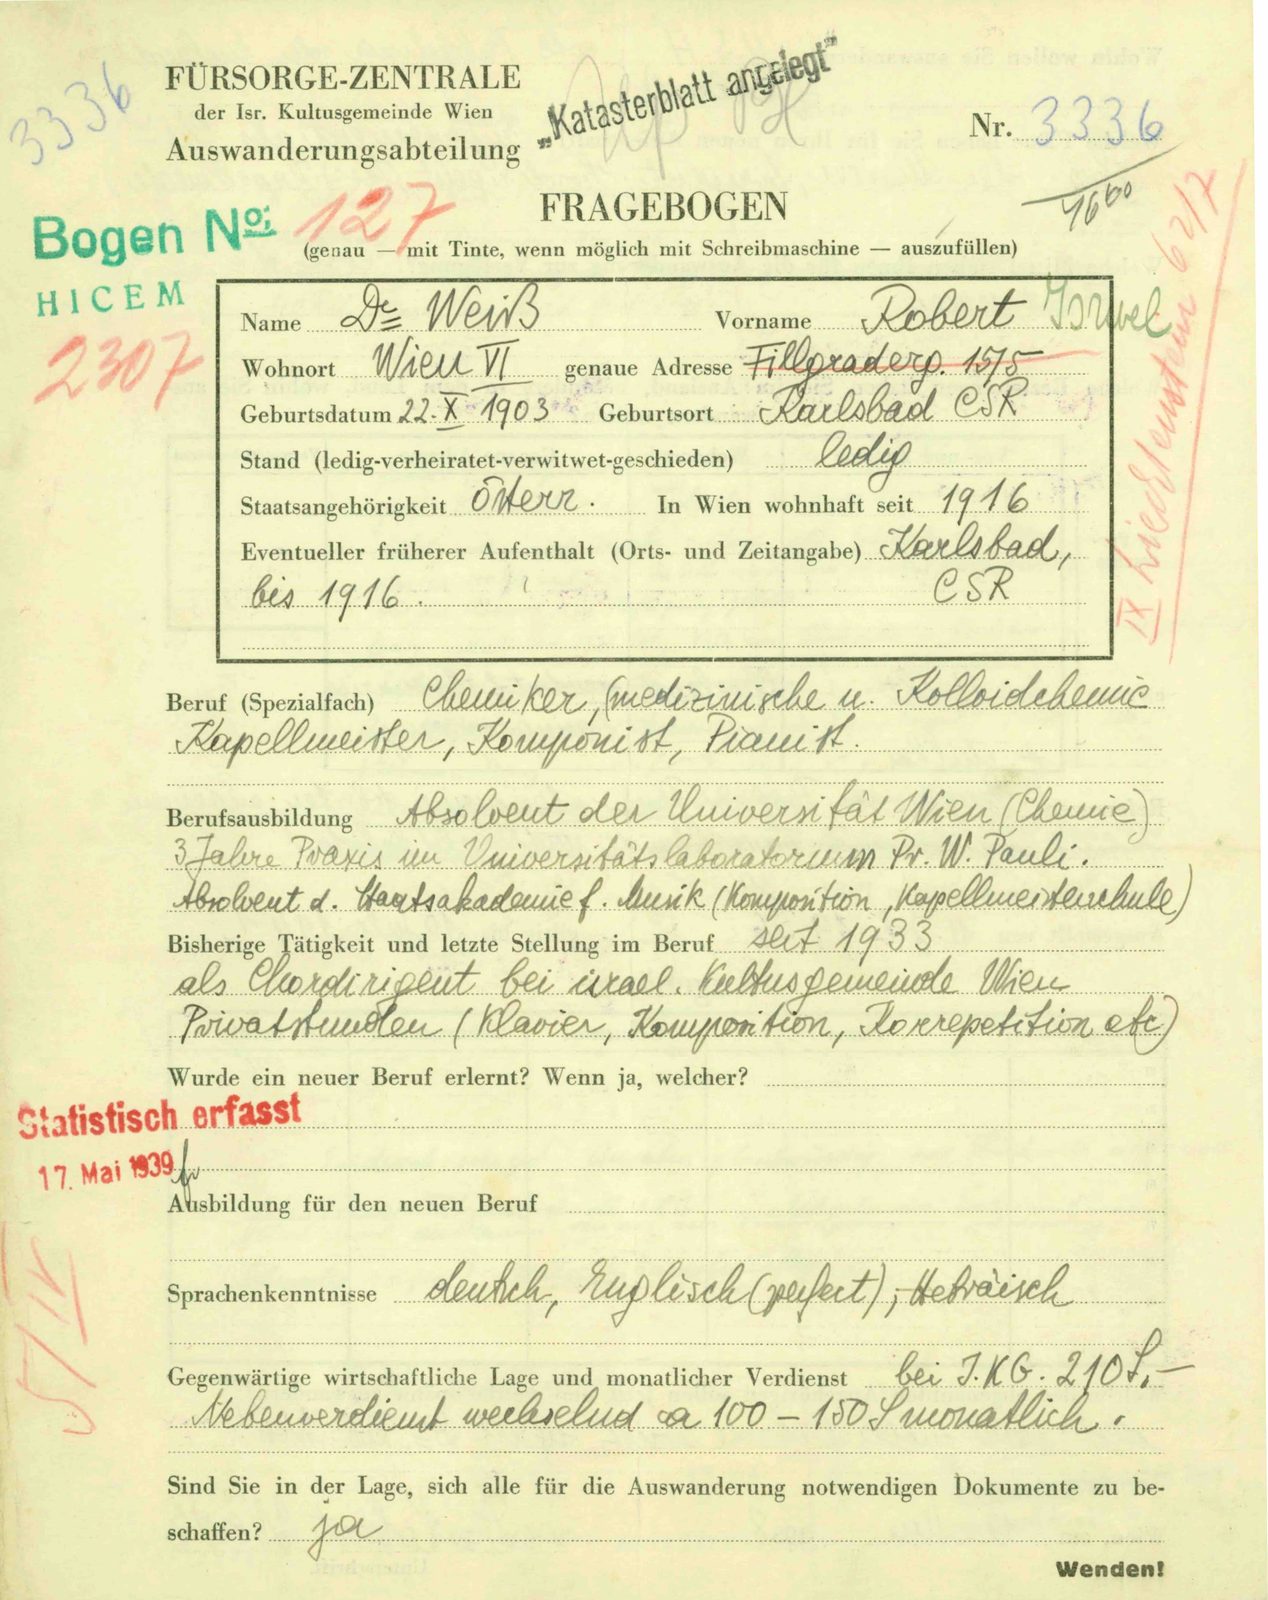 3336
FÜRSORGE-ZENTRALE
der Isr. Kultusgemeinde Wien
Auswanderungsabteilung
„Katasterblatt angelegt"
Nr. 3336
Bogen No: 127
HICEM
2307
FRAGEBOGEN
(genau — mit Tinte, wenn möglich mit Schreibmaschine — auszufüllen)
Name Dr Weiß Vorname Robert Israel
Wohnort Wien VI genaue Adresse Fillgraderg. 15/5
Geburtsdatum 22. X 1903 Geburtsort Karlsbad CSR
Stand (ledig-verheiratet-verwitwet-geschieden) ledig
Staatsangehörigkeit Österr. In Wien wohnhaft seit 1916
Eventueller früherer Aufenthalt (Orts- und Zeitangabe) Karlsbad,
bis 1916. CSR
IX Liechtenstein 62/7
Beruf (Spezialfach) Chemiker, (medizinische u. Kolloidchemie
Kapellmeister, Komponist, Pianist.
Berufsausbildung Absolvent der Universität Wien (Chemie)
3 Jahre Praxis im Universitätslaboratorium Pr. W. Pauli.
Absolvent d. Staatsakademie f. Musik (Komposition, Kapellmeisterschule)
Bisherige Tätigkeit und letzte Stellung im Beruf seit 1933
als Chordirigent bei israel. Kultusgemeinde Wien
Privatstunden (Klavier, Komposition, Korrepetition etc)
Wurde ein neuer Beruf erlernt? Wenn ja, welcher?
Statistisch erfasst
17. Mai 1939
Ausbildung für den neuen Beruf
Sprachenkenntnisse deutsch, Englisch (perfect), Hebräisch
Gegenwärtige wirtschaftliche Lage und monatlicher Verdienst bei I.KG. 210 S.-
Nebenverdienst wechselnd ca 100 – 150 S monatlich.
Sind Sie in der Lage, sich alle für die Auswanderung notwendigen Dokumente zu be-
schaffen? ja
Wenden!